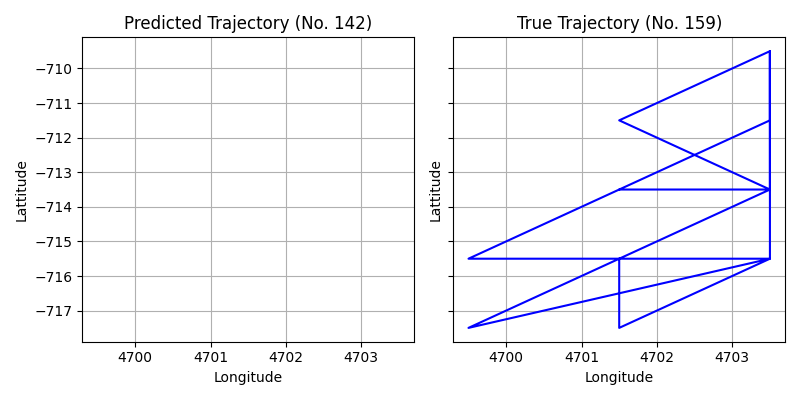 Predicted Trajectory (No. 142)
True Trajectory (No. 159)
−710
−711
−712
−713
−714
−715
−716
−717
Lattitude
Lattitude
4700 4701 4702 4703
4700 4701 4702 4703
Longitude
Longitude